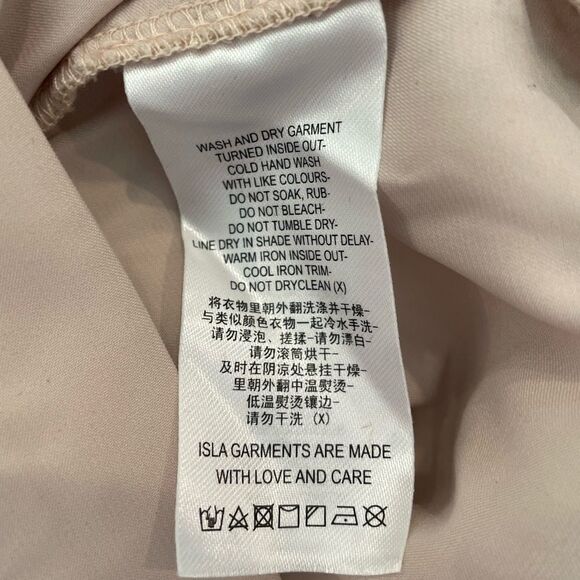 WASH AND DRY GARMENT
TURNED INSIDE OUT-
COLD HAND WASH
WITH LIKE COLOURS-
DO NOT SOAK, RUB-
DO NOT BLEACH-
DO NOT TUMBLE DRY-
LINE DRY IN SHADE WITHOUT DELAY-
WARM IRON INSIDE OUT-
COOL IRON TRIM-
DO NOT DRYCLEAN (X)
将衣物里朝外翻洗涤并干燥-
与类似颜色衣物一起冷水手洗-
请勿浸泡、搓揉-请勿漂白-
请勿滚筒烘干-
及时在阴凉处悬挂干燥-
里朝外翻中温熨烫-
低温熨烫镶边-
请勿干洗 (X)
ISLA GARMENTS ARE MADE
WITH LOVE AND CARE